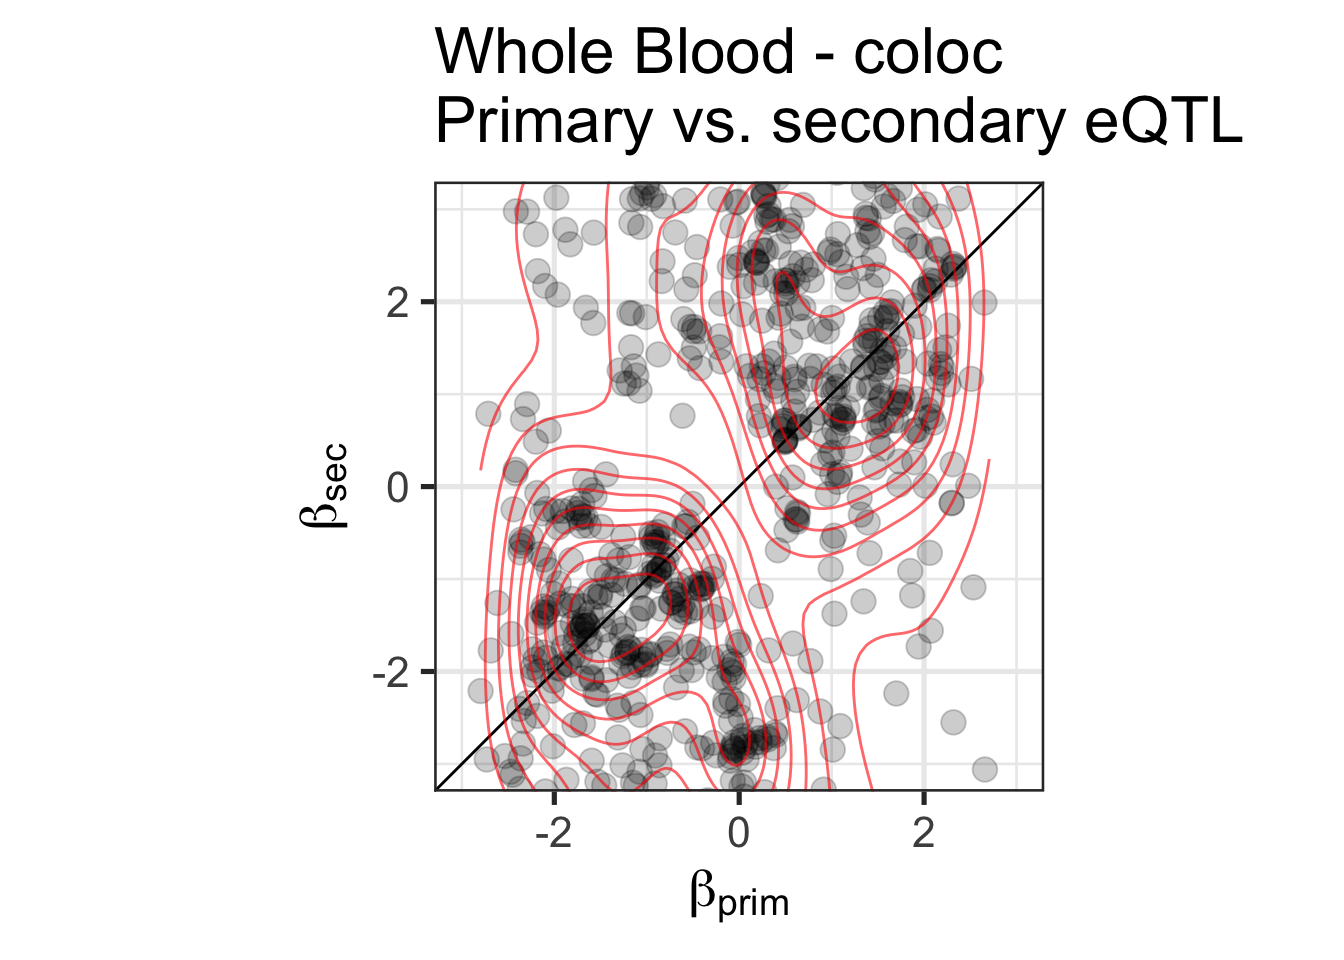 Whole Blood - coloc
Primary vs. secondary eQTL
βsec
2
0
-2
-2 0 2
βprim